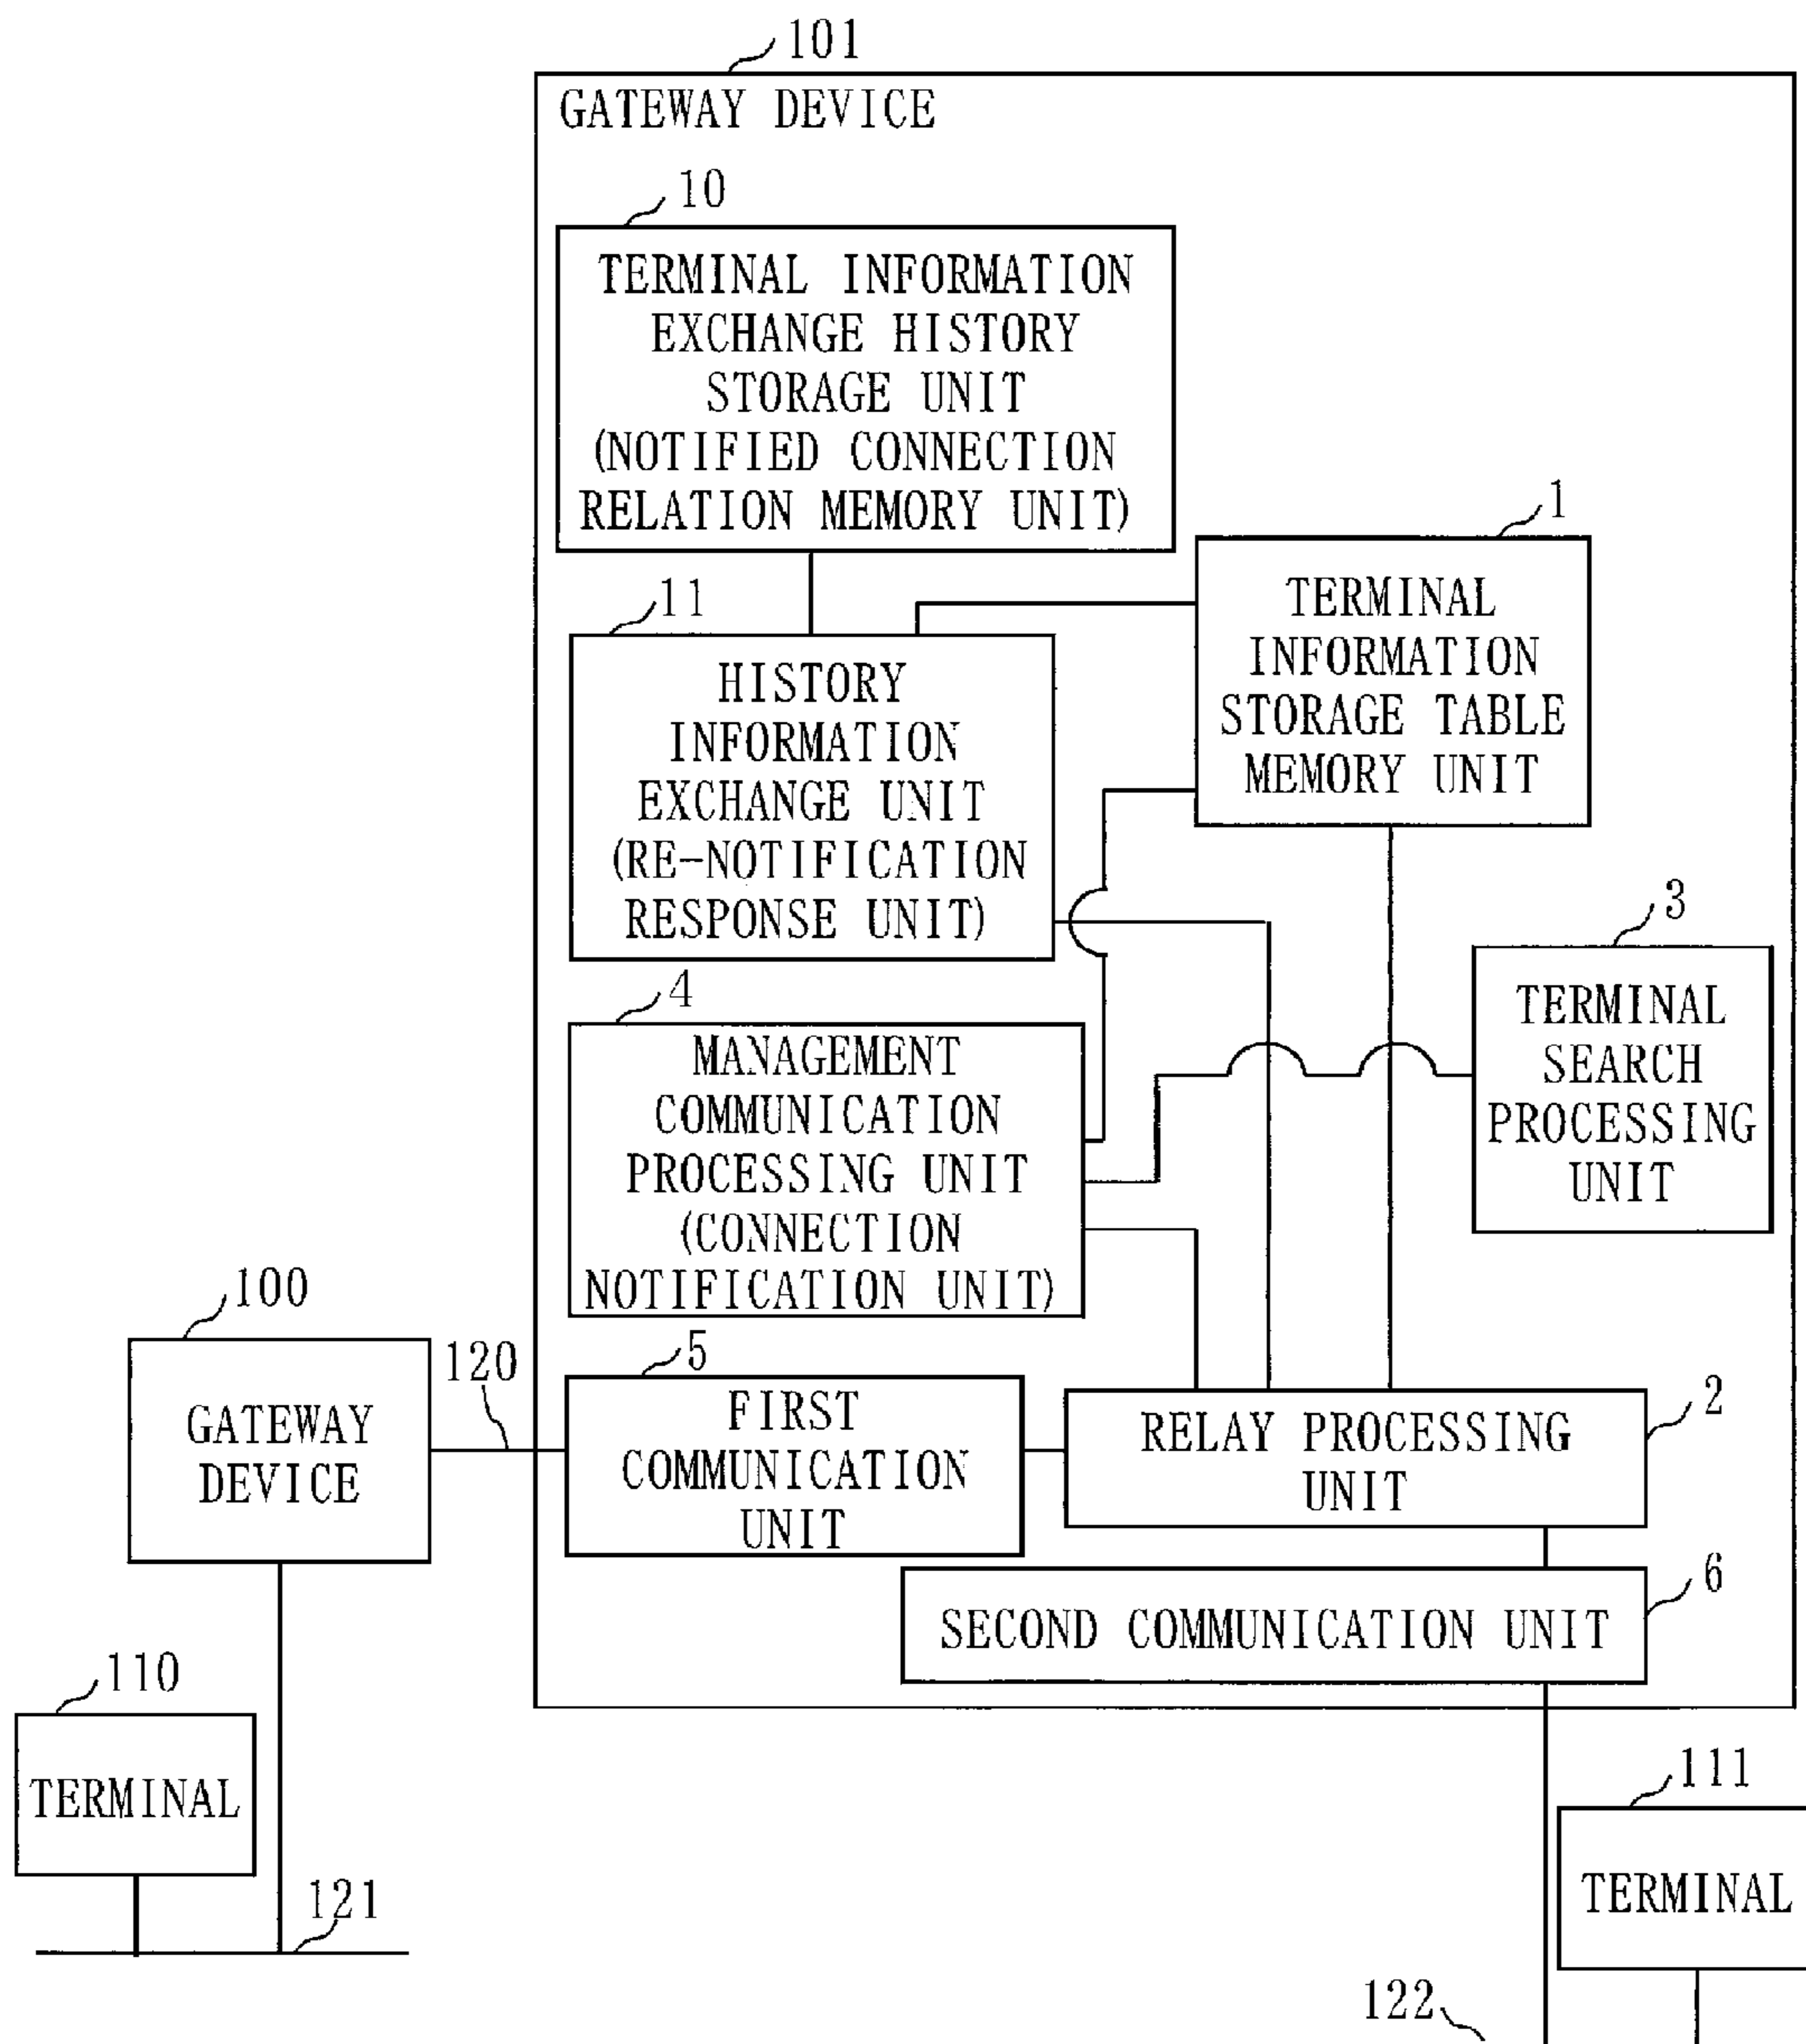 101
GATEWAY DEVICE
10
TERMINAL INFORMATION
EXCHANGE HISTORY
STORAGE UNIT
(NOTIFIED CONNECTION
RELATION MEMORY UNIT)
1
TERMINAL
INFORMATION
STORAGE TABLE
MEMORY UNIT
11
HISTORY
INFORMATION
EXCHANGE UNIT
(RE-NOTIFICATION
RESPONSE UNIT)
3
TERMINAL
SEARCH
PROCESSING
UNIT
4
MANAGEMENT
COMMUNICATION
PROCESSING UNIT
(CONNECTION
NOTIFICATION UNIT)
100
GATEWAY
DEVICE
120
5
FIRST
COMMUNICATION
UNIT
2
RELAY PROCESSING
UNIT
6
SECOND COMMUNICATION UNIT
110
TERMINAL
121
111
TERMINAL
122